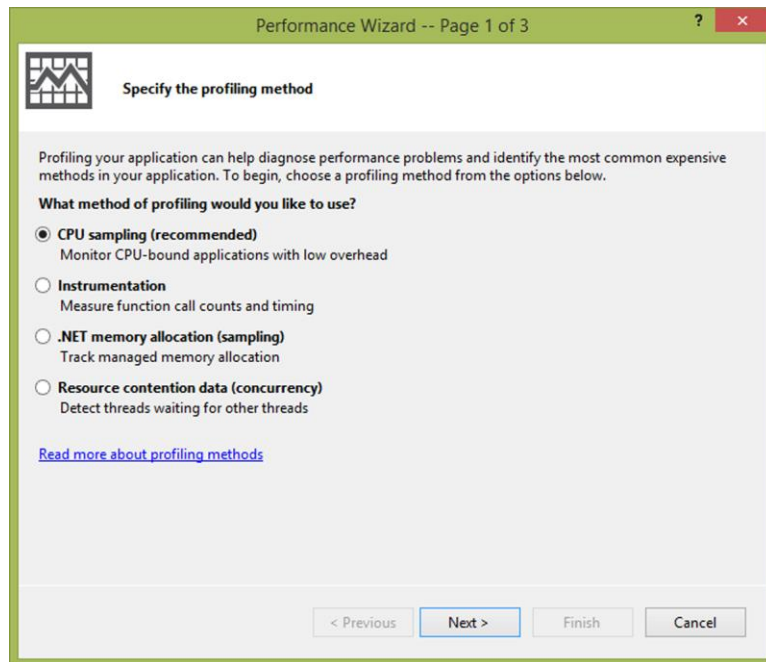 Performance Wizard -- Page 1 of 3
?
Specify the profiling method
Profiling your application can help diagnose performance problems and identify the most common expensive
methods in your application. To begin, choose a profiling method from the options below.
What method of profiling would you like to use?
CPU sampling (recommended)
Monitor CPU-bound applications with low overhead
Instrumentation
Measure function call counts and timing
.NET memory allocation (sampling)
Track managed memory allocation
Resource contention data (concurrency)
Detect threads waiting for other threads
Read more about profiling methods
< Previous Next > Finish Cancel